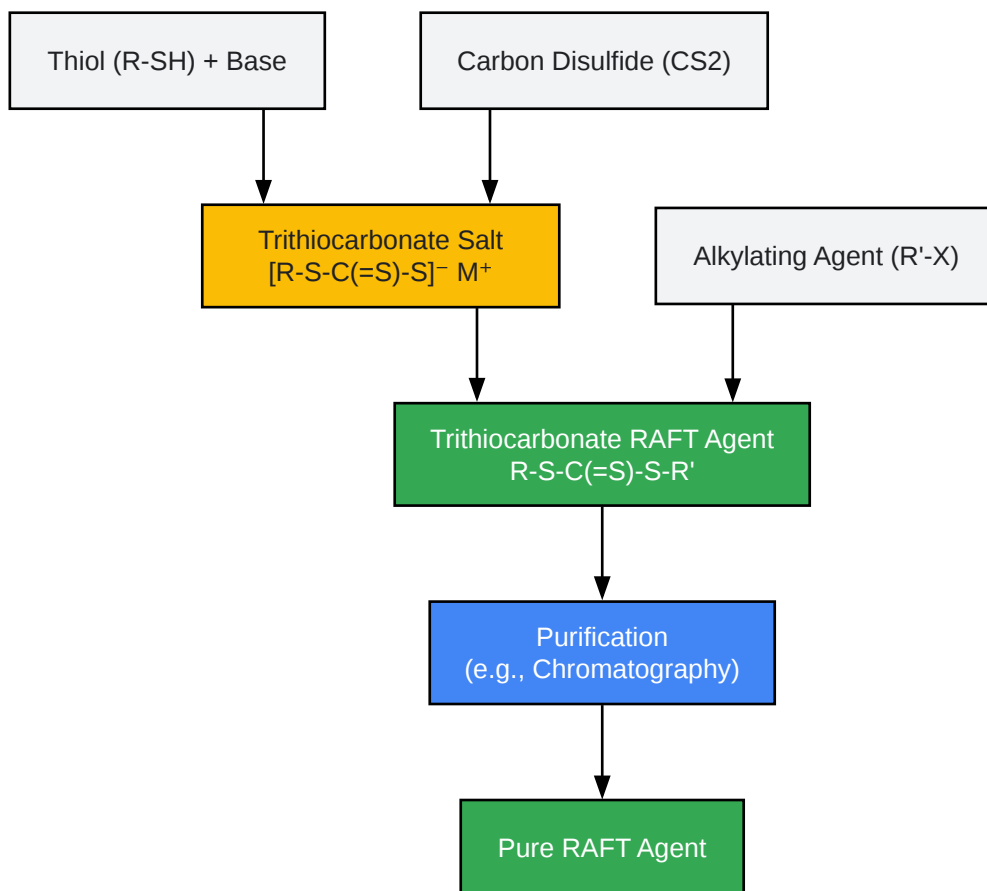 Thiol (R-SH) + Base
Carbon Disulfide (CS2)
Trithiocarbonate Salt
[R-S-C(=S)-S]⁻ M⁺
Alkylating Agent (R'-X)
Trithiocarbonate RAFT Agent
R-S-C(=S)-S-R'
Purification
(e.g., Chromatography)
Pure RAFT Agent